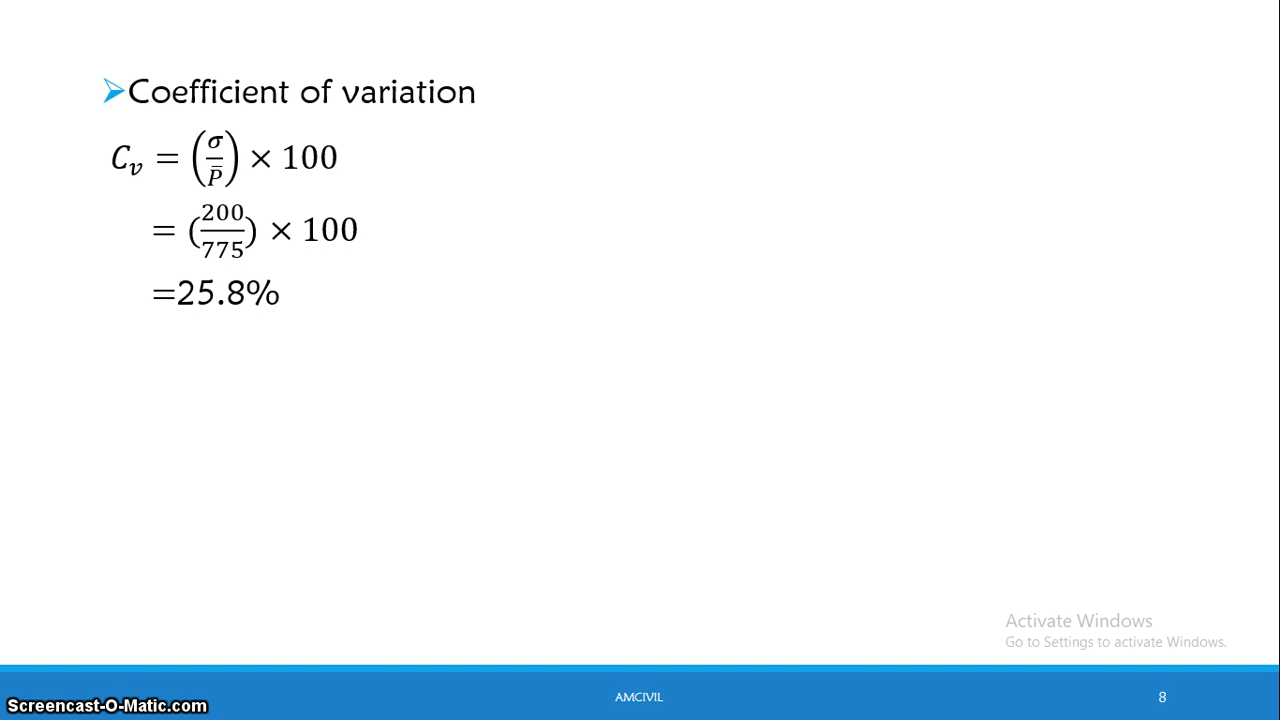 ➢Coefficient of variation
C_v = (σ/P̄) × 100
= (200/775) × 100
=25.8%
Activate Windows
Go to Settings to activate Windows.
AMCIVIL
8
Screencast-O-Matic.com